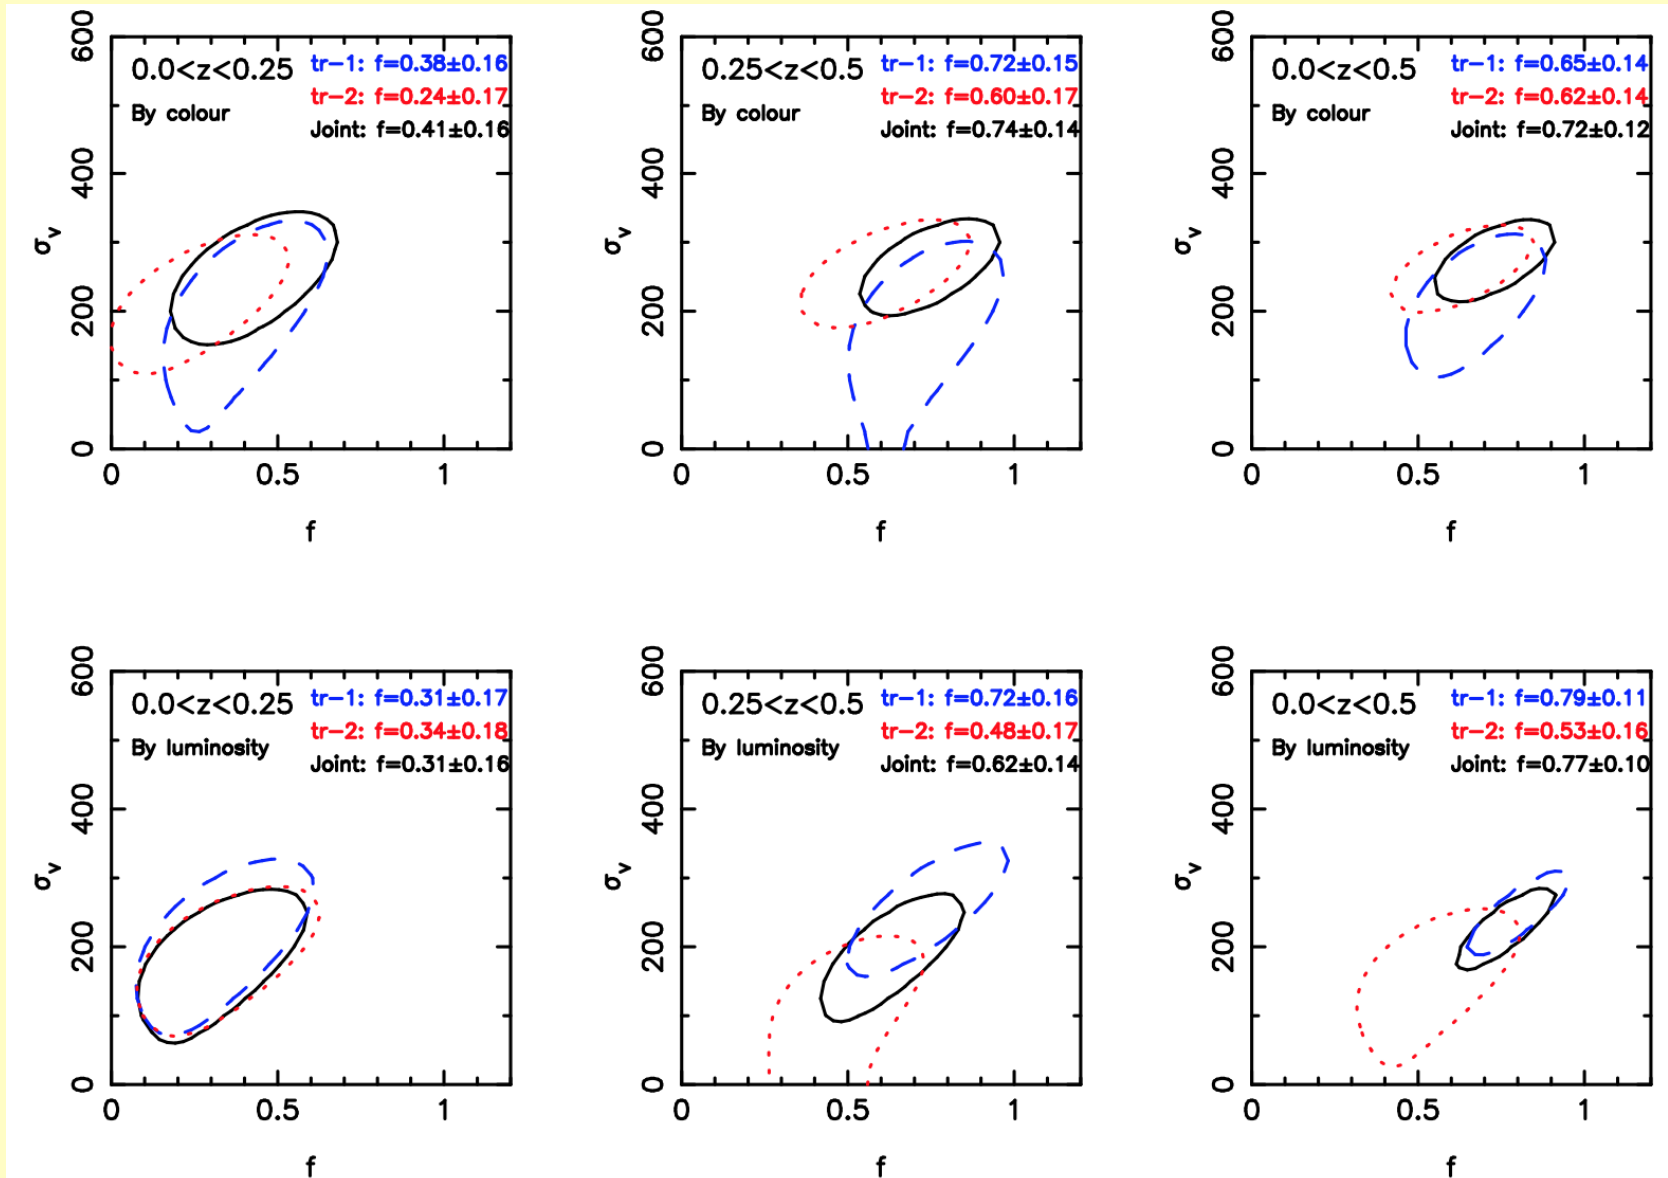 600
400
200
0
σv
0.0<z<0.25
By colour
tr-1: f=0.38±0.16
tr-2: f=0.24±0.17
Joint: f=0.41±0.16
0 0.5 1
f
600
400
200
0
σv
0.25<z<0.5
By colour
tr-1: f=0.72±0.15
tr-2: f=0.60±0.17
Joint: f=0.74±0.14
0 0.5 1
f
600
400
200
0
σv
0.0<z<0.5
By colour
tr-1: f=0.65±0.14
tr-2: f=0.62±0.14
Joint: f=0.72±0.12
0 0.5 1
f
600
400
200
0
σv
0.0<z<0.25
By luminosity
tr-1: f=0.31±0.17
tr-2: f=0.34±0.18
Joint: f=0.31±0.16
0 0.5 1
f
600
400
200
0
σv
0.25<z<0.5
By luminosity
tr-1: f=0.72±0.16
tr-2: f=0.48±0.17
Joint: f=0.62±0.14
0 0.5 1
f
600
400
200
0
σv
0.0<z<0.5
By luminosity
tr-1: f=0.79±0.11
tr-2: f=0.53±0.16
Joint: f=0.77±0.10
0 0.5 1
f